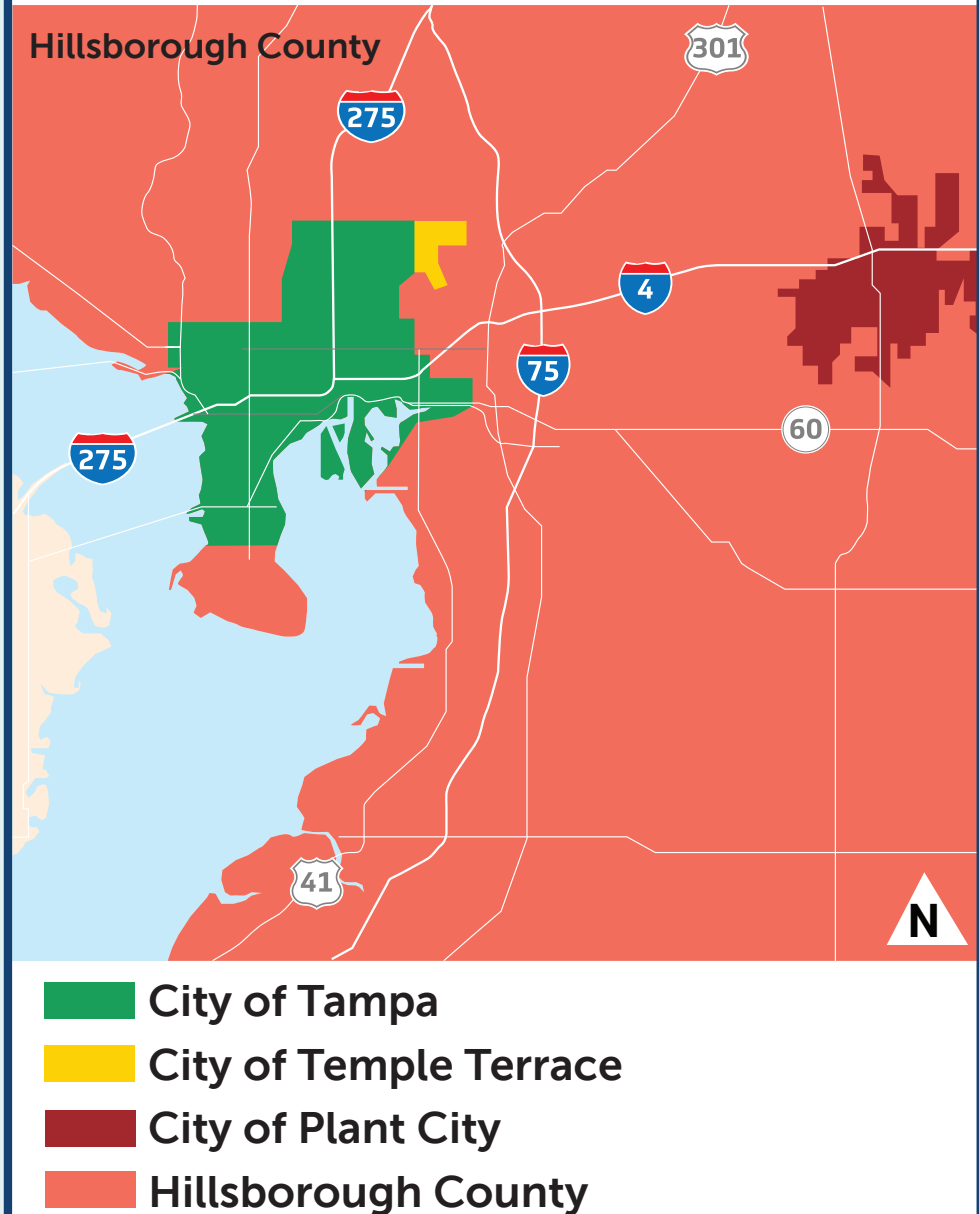 Hillsborough County
301
275
4
75
60
275
41
N
City of Tampa
City of Temple Terrace
City of Plant City
Hillsborough County